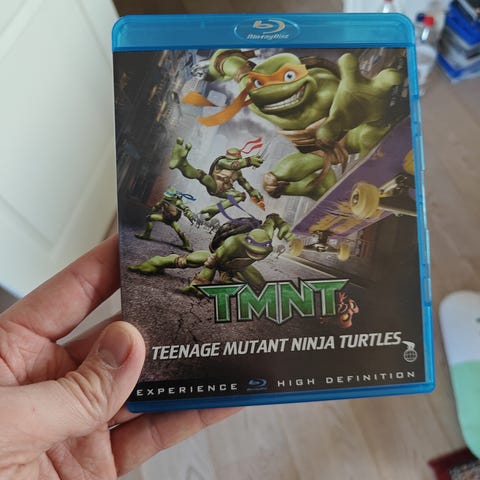 Blu-ray Disc
TMNT
TEENAGE MUTANT NINJA TURTLES
EXPERIENCE HIGH DEFINITION